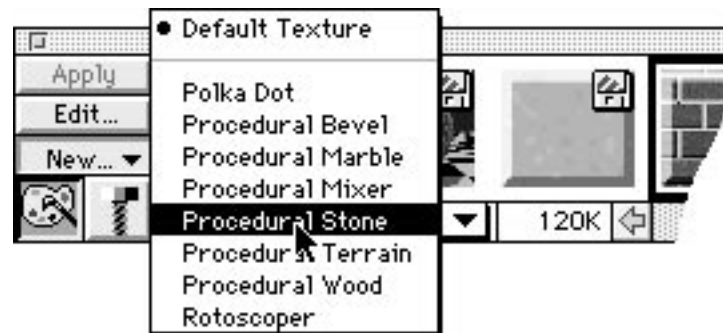 Default Texture
Apply
Polka Dot
Edit...
Procedural Bevel
New...
Procedural Marble
Procedural Mixer
Procedural Stone
120K
Procedural Terrain
Procedural Wood
Rotoscoper